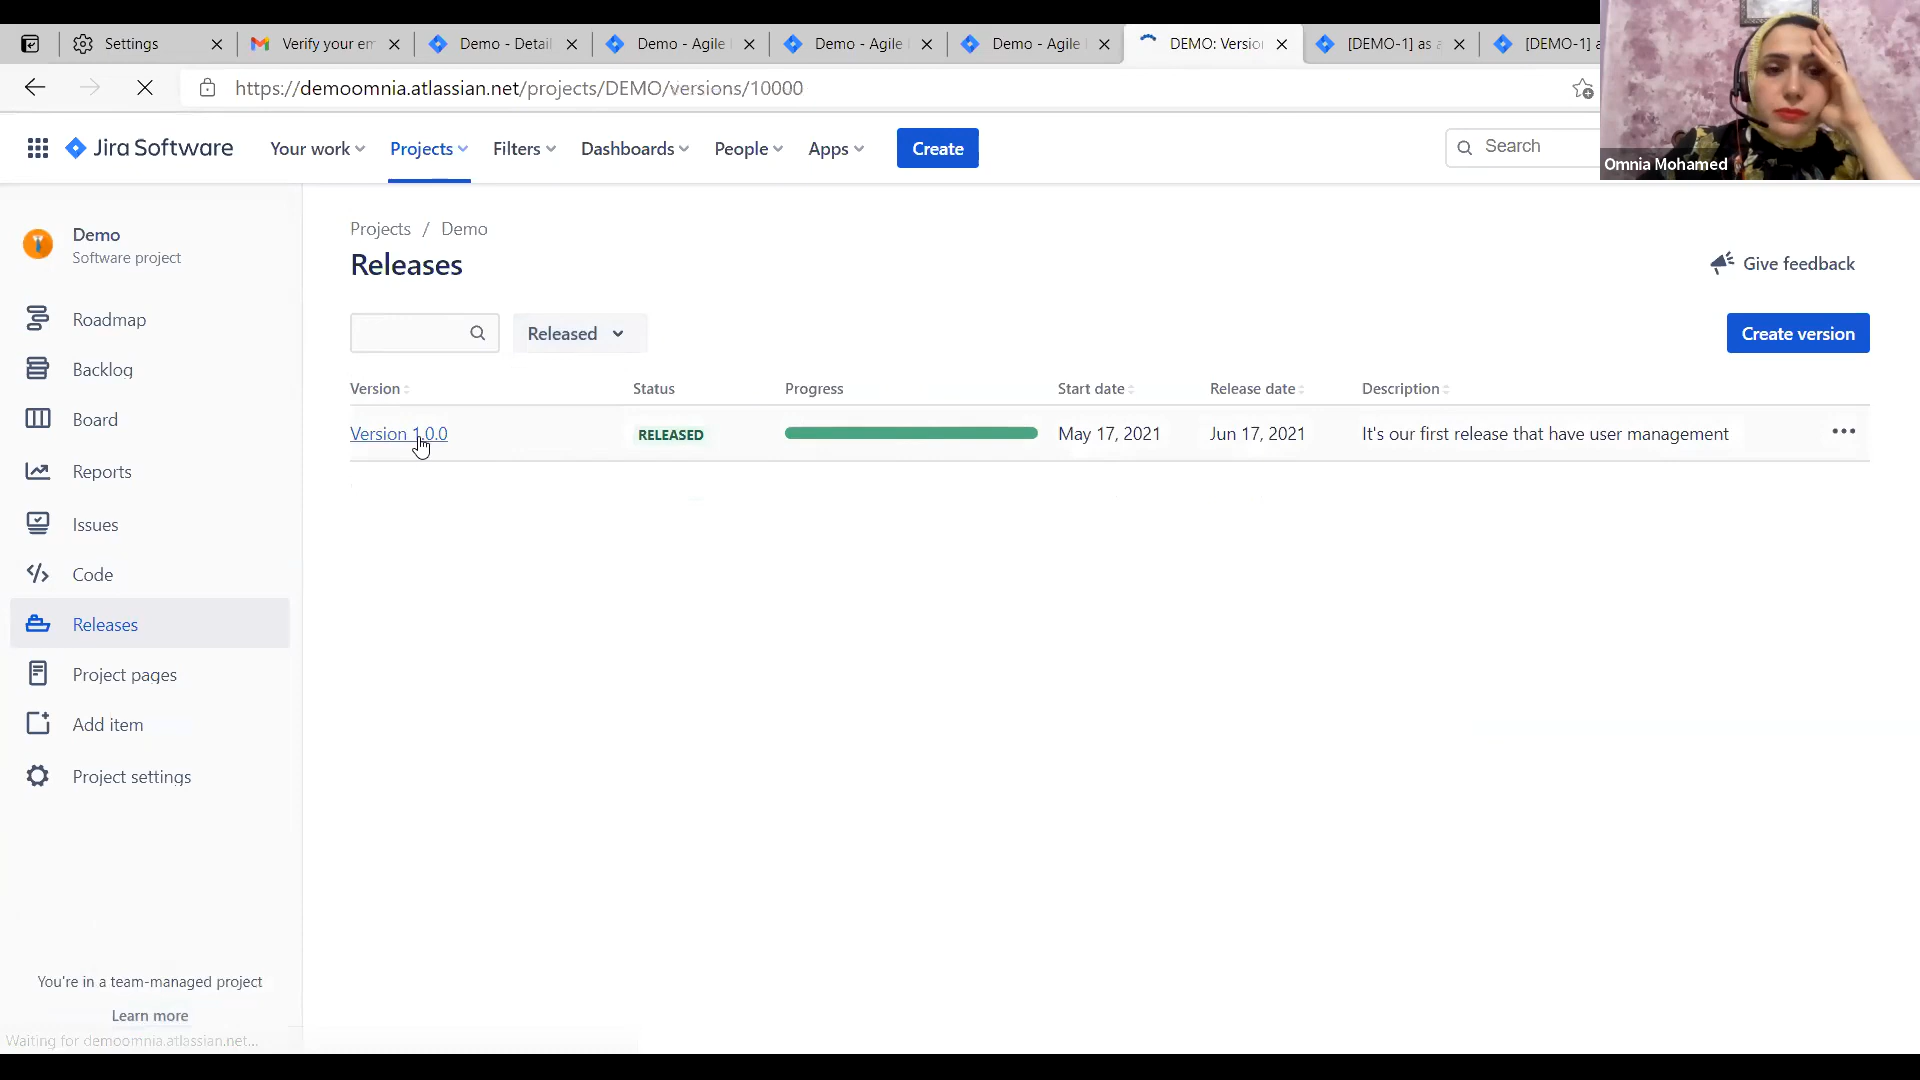 Settings
Verify your em
Demo - Detail
Demo - Agile
Demo - Agile
Demo - Agile
DEMO: Versio
[DEMO-1] as a
[DEMO-1] a
https://demoomnia.atlassian.net/projects/DEMO/versions/10000
Jira Software
Your work
Projects
Filters
Dashboards
People
Apps
Create
Search
Omnia Mohamed
Demo
Software project
Roadmap
Backlog
Board
Reports
Issues
Code
Releases
Project pages
Add item
Project settings
You're in a team-managed project
Learn more
Waiting for demoomnia.atlassian.net...
Projects / Demo
Releases
Give feedback
Released
Create version
Version Status Progress Start date Release date Description
Version 1.0.0 RELEASED May 17, 2021 Jun 17, 2021 It's our first release that have user management